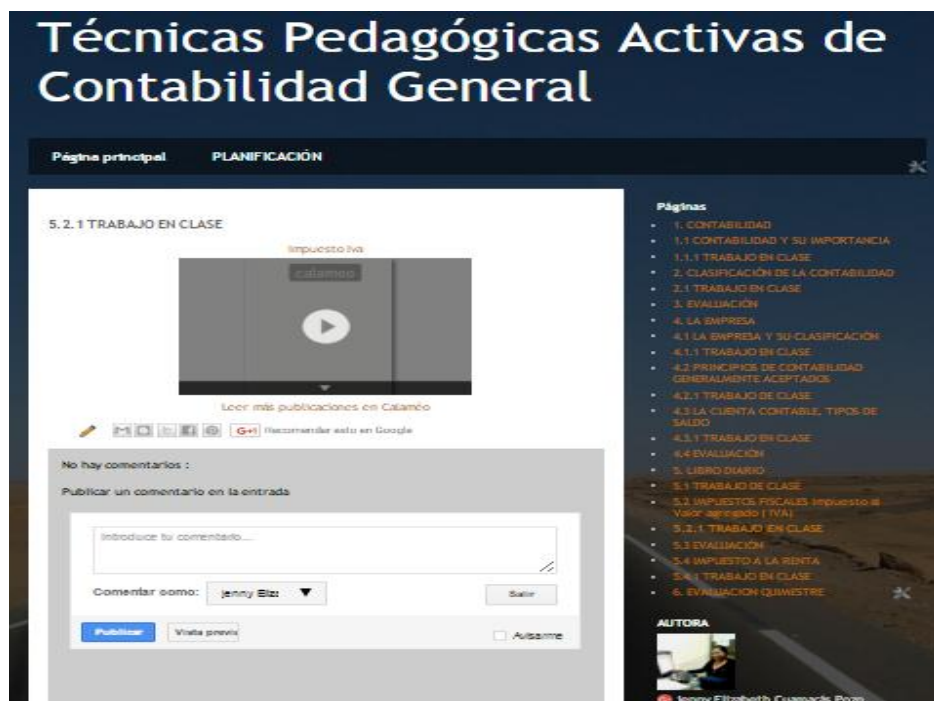 Técnicas Pedagógicas Activas de
Contabilidad General
Página principal
PLANIFICACIÓN
5.2.1 TRABAJO EN CLASE
Impuesto Iva
calameo
Leer más publicaciones en Calaméo
G+1 Recomendar esto en Google
No hay comentarios :
Publicar un comentario en la entrada
Introduce tu comentario...
Comentar como:
jenny Eliz
Salir
Publicar
Vista previa
Avisarme
Páginas
1. CONTABILIDAD
1.1 CONTABILIDAD Y SU IMPORTANCIA
1.1.1 TRABAJO EN CLASE
2. CLASIFICACIÓN DE LA CONTABILIDAD
2.1 TRABAJO EN CLASE
3. EVALUACIÓN
4. LA EMPRESA
4.1 LA EMPRESA Y SU CLASIFICACIÓN
4.1.1 TRABAJO EN CLASE
4.2 PRINCIPIOS DE CONTABILIDAD
GENERALMENTE ACEPTADOS
4.2.1 TRABAJO DE CLASE
4.3 LA CUENTA CONTABLE, TIPOS DE
SALDO
4.3.1 TRABAJO EN CLASE
4.4 EVALUACIÓN
5. LIBRO DIARIO
5.1 TRABAJO DE CLASE
5.2 IMPUESTOS FISCALES Impuesto al
Valor agregado ( IVA)
5.2.1 TRABAJO EN CLASE
5.3 EVALUACIÓN
5.4 IMPUESTO A LA RENTA
5.4.1 TRABAJO EN CLASE
6. EVALUACION QUIMESTRE
AUTORA
Jenny Elizabeth Cuamacás Pozo